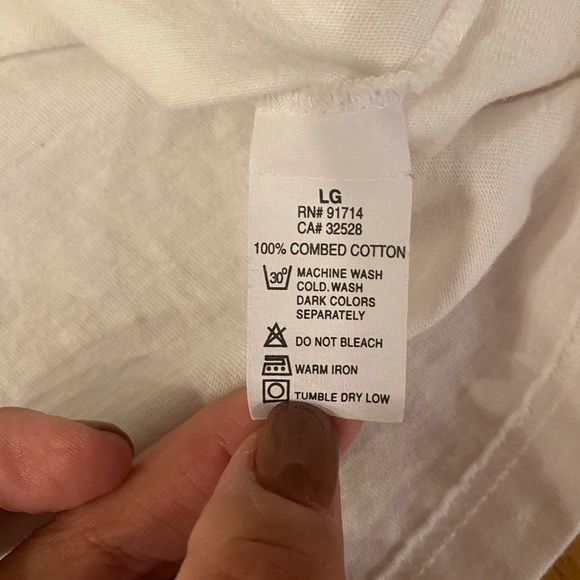 LG
RN# 91714
CA# 32528
100% COMBED COTTON
30° MACHINE WASH
COLD.WASH
DARK COLORS
SEPARATELY
DO NOT BLEACH
WARM IRON
TUMBLE DRY LOW